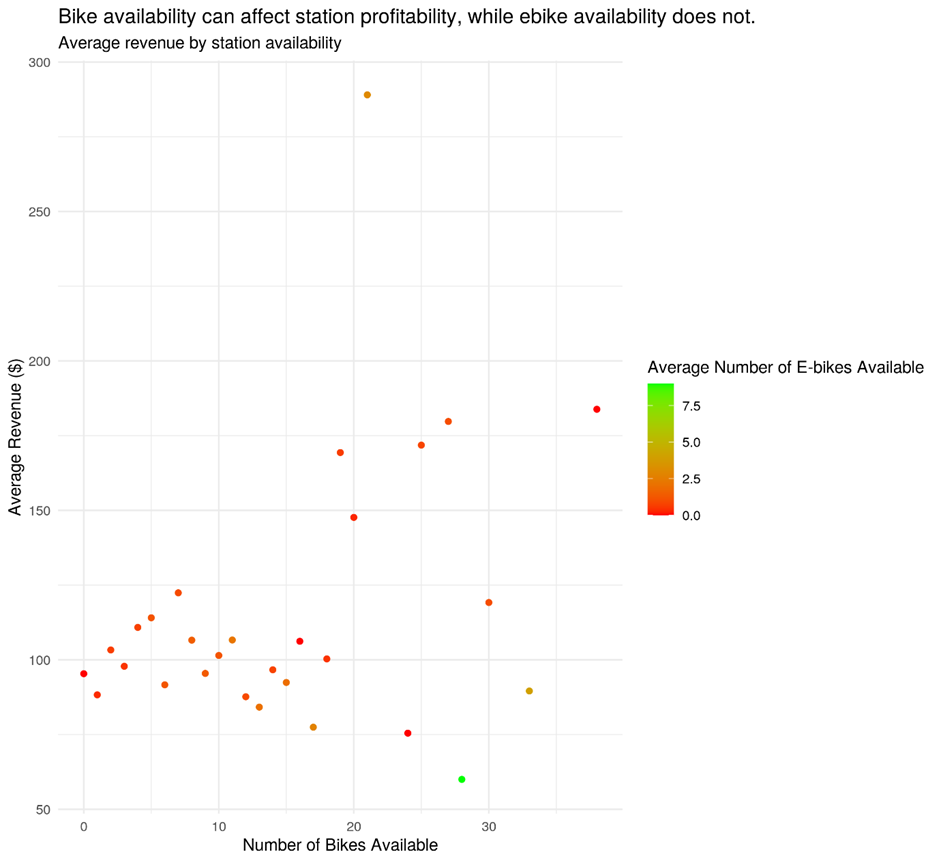 Bike availability can affect station profitability, while ebike availability does not.
Average revenue by station availability
300
250
200
150
100
50
Average Revenue ($)
0
10
20
30
Number of Bikes Available
Average Number of E-bikes Available
7.5
5.0
2.5
0.0